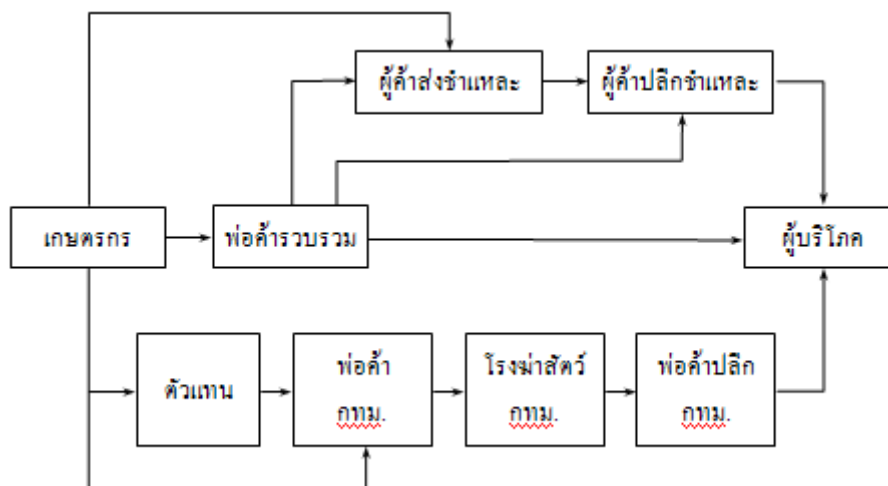 ผู้ค้าส่งชำแหละ
ผู้ค้าปลีกชำแหละ
เกษตรกร
พ่อค้ารวบรวม
ผู้บริโภค
ตัวแทน
พ่อค้า
กทม.
โรงฆ่าสัตว์
กทม.
พ่อค้าปลีก
กทม.